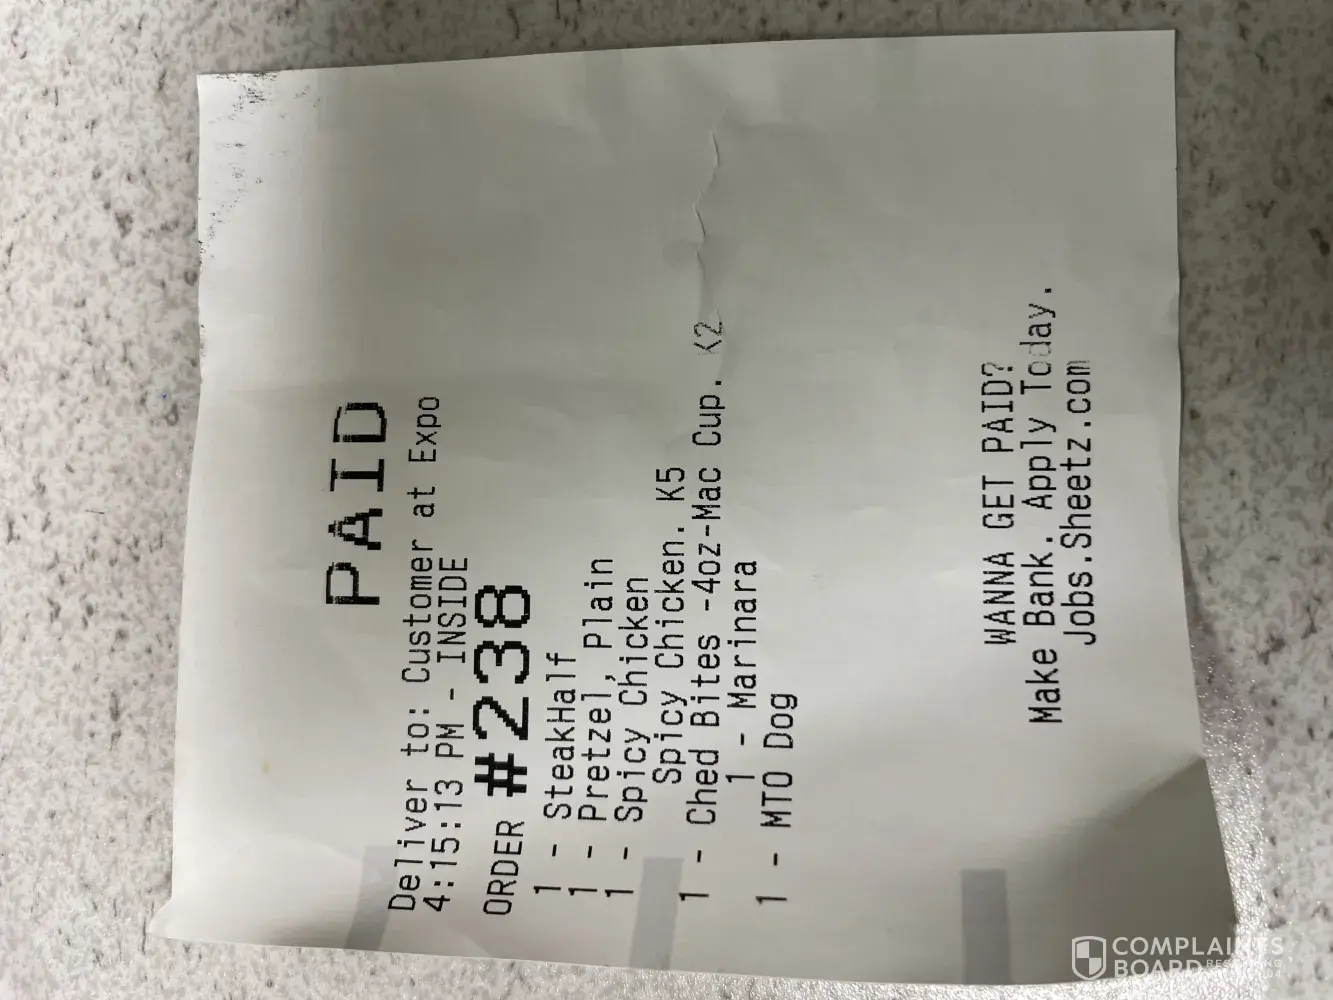 PAID
Deliver to: Customer at Expo
4:15:13 PM - INSIDE
ORDER #238
1 - SteakHalf
1 - Pretzel, Plain
1 - Spicy Chicken
Spicy Chicken. K5
1 - Ched Bites -4oz-Mac Cup. K2
1 - Marinara
1 - MTO Dog
WANNA GET PAID?
Make Bank. Apply Today.
Jobs.Sheetz.com
COMPLAINTS
BOARD